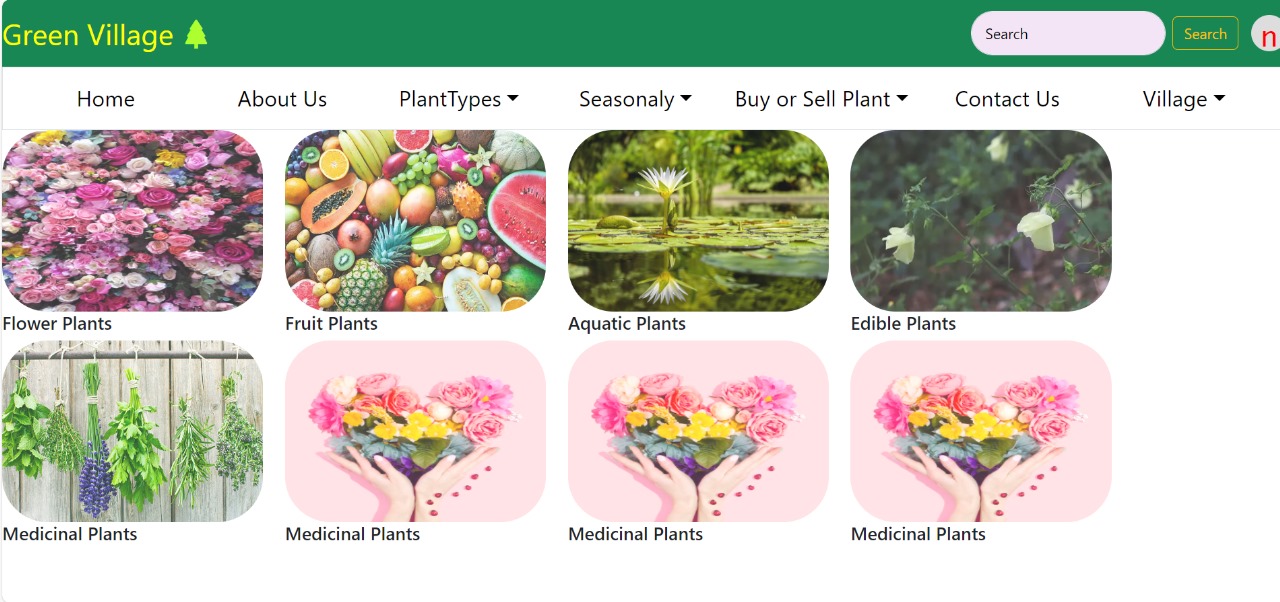 Green Village
Search Search n
Home About Us PlantTypes Seasonaly Buy or Sell Plant Contact Us Village
Flower Plants Fruit Plants Aquatic Plants Edible Plants
Medicinal Plants Medicinal Plants Medicinal Plants Medicinal Plants